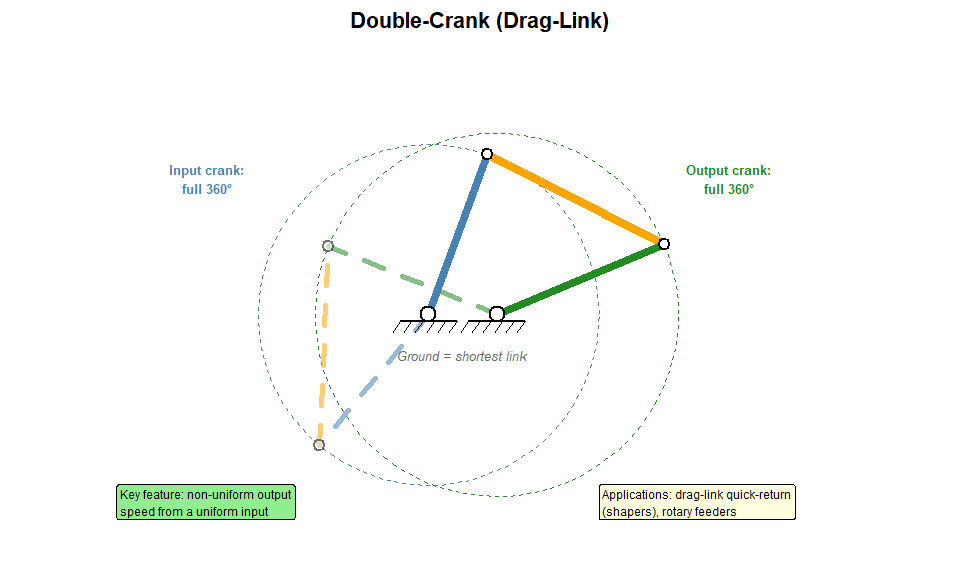 Double-Crank (Drag-Link)
Input crank:
full 360°
Output crank:
full 360°
Ground = shortest link
Key feature: non-uniform output
speed from a uniform input
Applications: drag-link quick-return
(shapers), rotary feeders